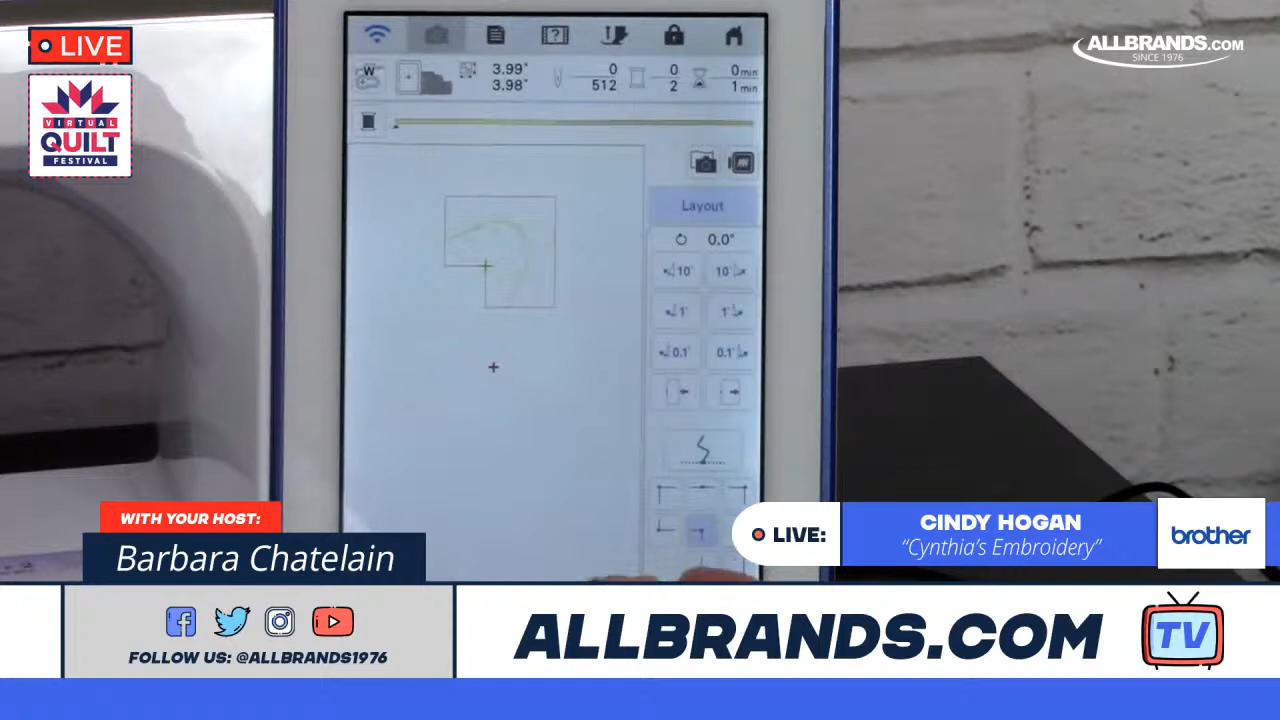 LIVE
VIRTUAL
QUILT
FESTIVAL
ALLBRANDS.COM
SINCE 1976
W
3.99"
3.98"
0
512
0
2
0min
1min
Layout
0.0°
10°
10°
1°
1°
0.1°
0.1°
WITH YOUR HOST:
Barbara Chatelain
LIVE:
CINDY HOGAN
"Cynthia's Embroidery"
brother
FOLLOW US: @ALLBRANDS1976
ALLBRANDS.COM
TV